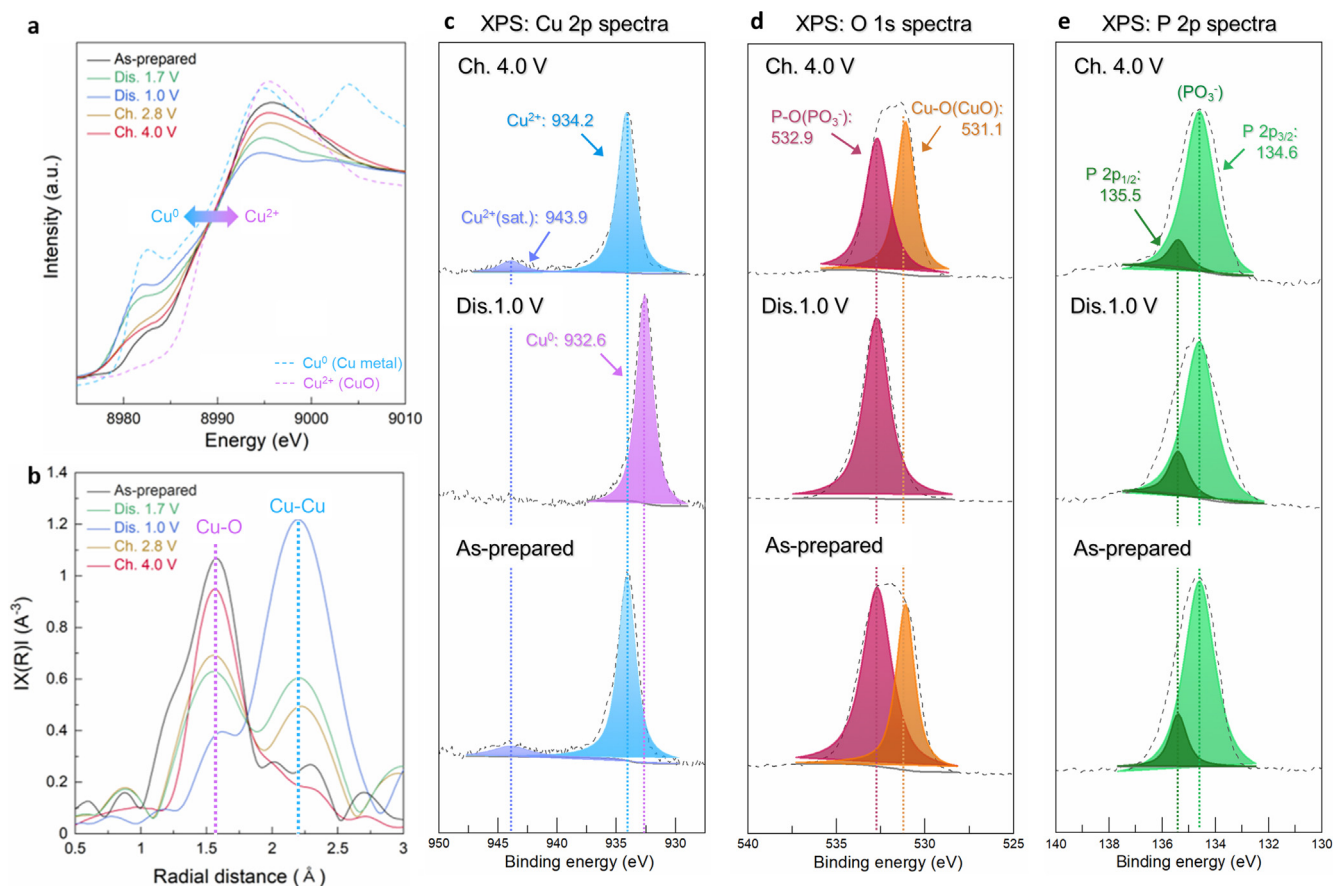 a
As-prepared
Dis. 1.7 V
Dis. 1.0 V
Ch. 2.8 V
Ch. 4.0 V
Intensity (a.u.)
Cu⁰
Cu²⁺
Cu⁰ (Cu metal)
Cu²⁺ (CuO)
8980
8990
9000
9010
Energy (eV)
b
As-prepared
Dis. 1.7 V
Dis. 1.0 V
Ch. 2.8 V
Ch. 4.0 V
Cu–O
Cu–Cu
IX(R)I (A⁻³)
1.4
1.2
1
0.8
0.6
0.4
0.2
0
0.5
1
1.5
2
2.5
3
Radial distance (Å)
c
XPS: Cu 2p spectra
Ch. 4.0 V
Cu²⁺: 934.2
Cu²⁺(sat.): 943.9
Dis.1.0 V
Cu⁰: 932.6
As-prepared
950
945
940
935
930
Binding energy (eV)
d
XPS: O 1s spectra
Ch. 4.0 V
P-O(PO₃⁻):
532.9
Cu-O(CuO):
531.1
Dis.1.0 V
As-prepared
540
535
530
525
Binding energy (eV)
e
XPS: P 2p spectra
Ch. 4.0 V
(PO₃⁻)
P 2p₃/₂:
134.6
P 2p₁/₂:
135.5
Dis.1.0 V
As-prepared
140
138
136
134
132
130
Binding energy (eV)